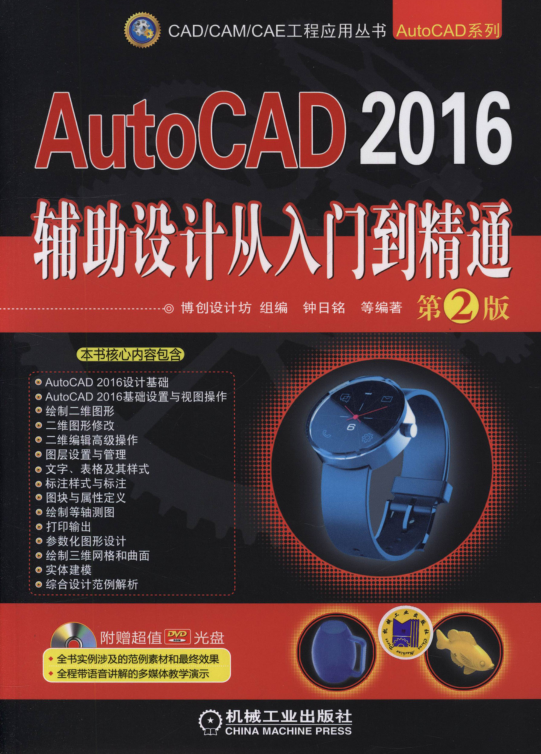 CAD/CAM/CAE工程应用丛书 AutoCAD系列
AutoCAD 2016
辅助设计从入门到精通
博创设计坊 组编 钟日铭 等编著 第2版
本书核心内容包含
AutoCAD 2016设计基础
AutoCAD 2016基础设置与视图操作
绘制二维图形
二维图形修改
二维编辑高级操作
图层设置与管理
文字、表格及其样式
标注样式与标注
图块与属性定义
绘制等轴测图
打印输出
参数化图形设计
绘制三维网格和曲面
实体建模
综合设计范例解析
附赠超值 DVD 光盘
全书实例涉及的范例素材和最终效果
全程带语音讲解的多媒体教学演示
机械工业出版社
CHINA MACHINE PRESS